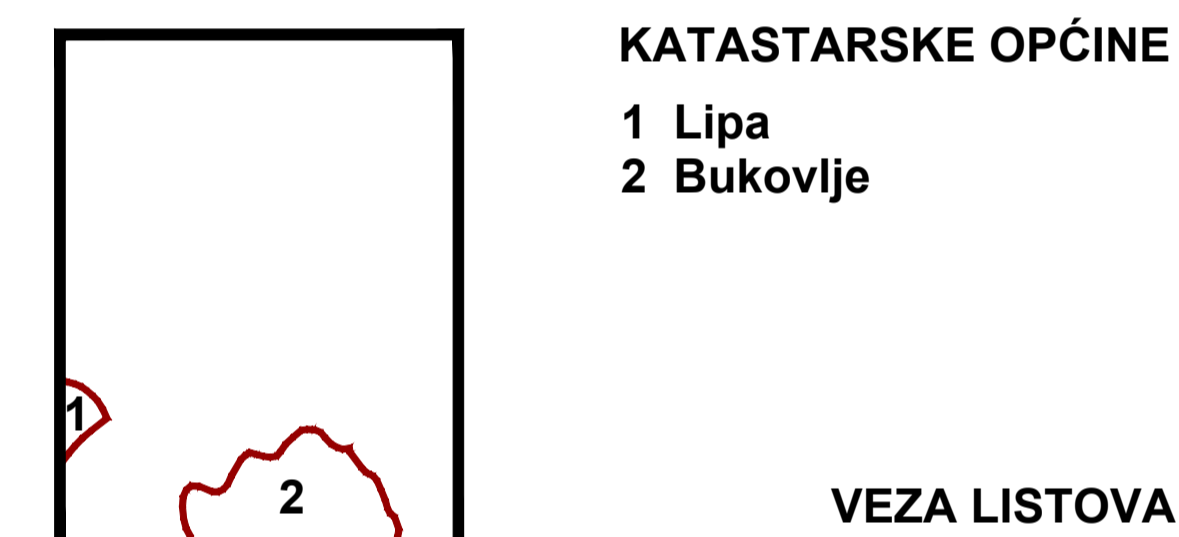 KATASTARSKE OPĆINE
1 Lipa
2 Bukovlje
1
2
VEZA LISTOVA